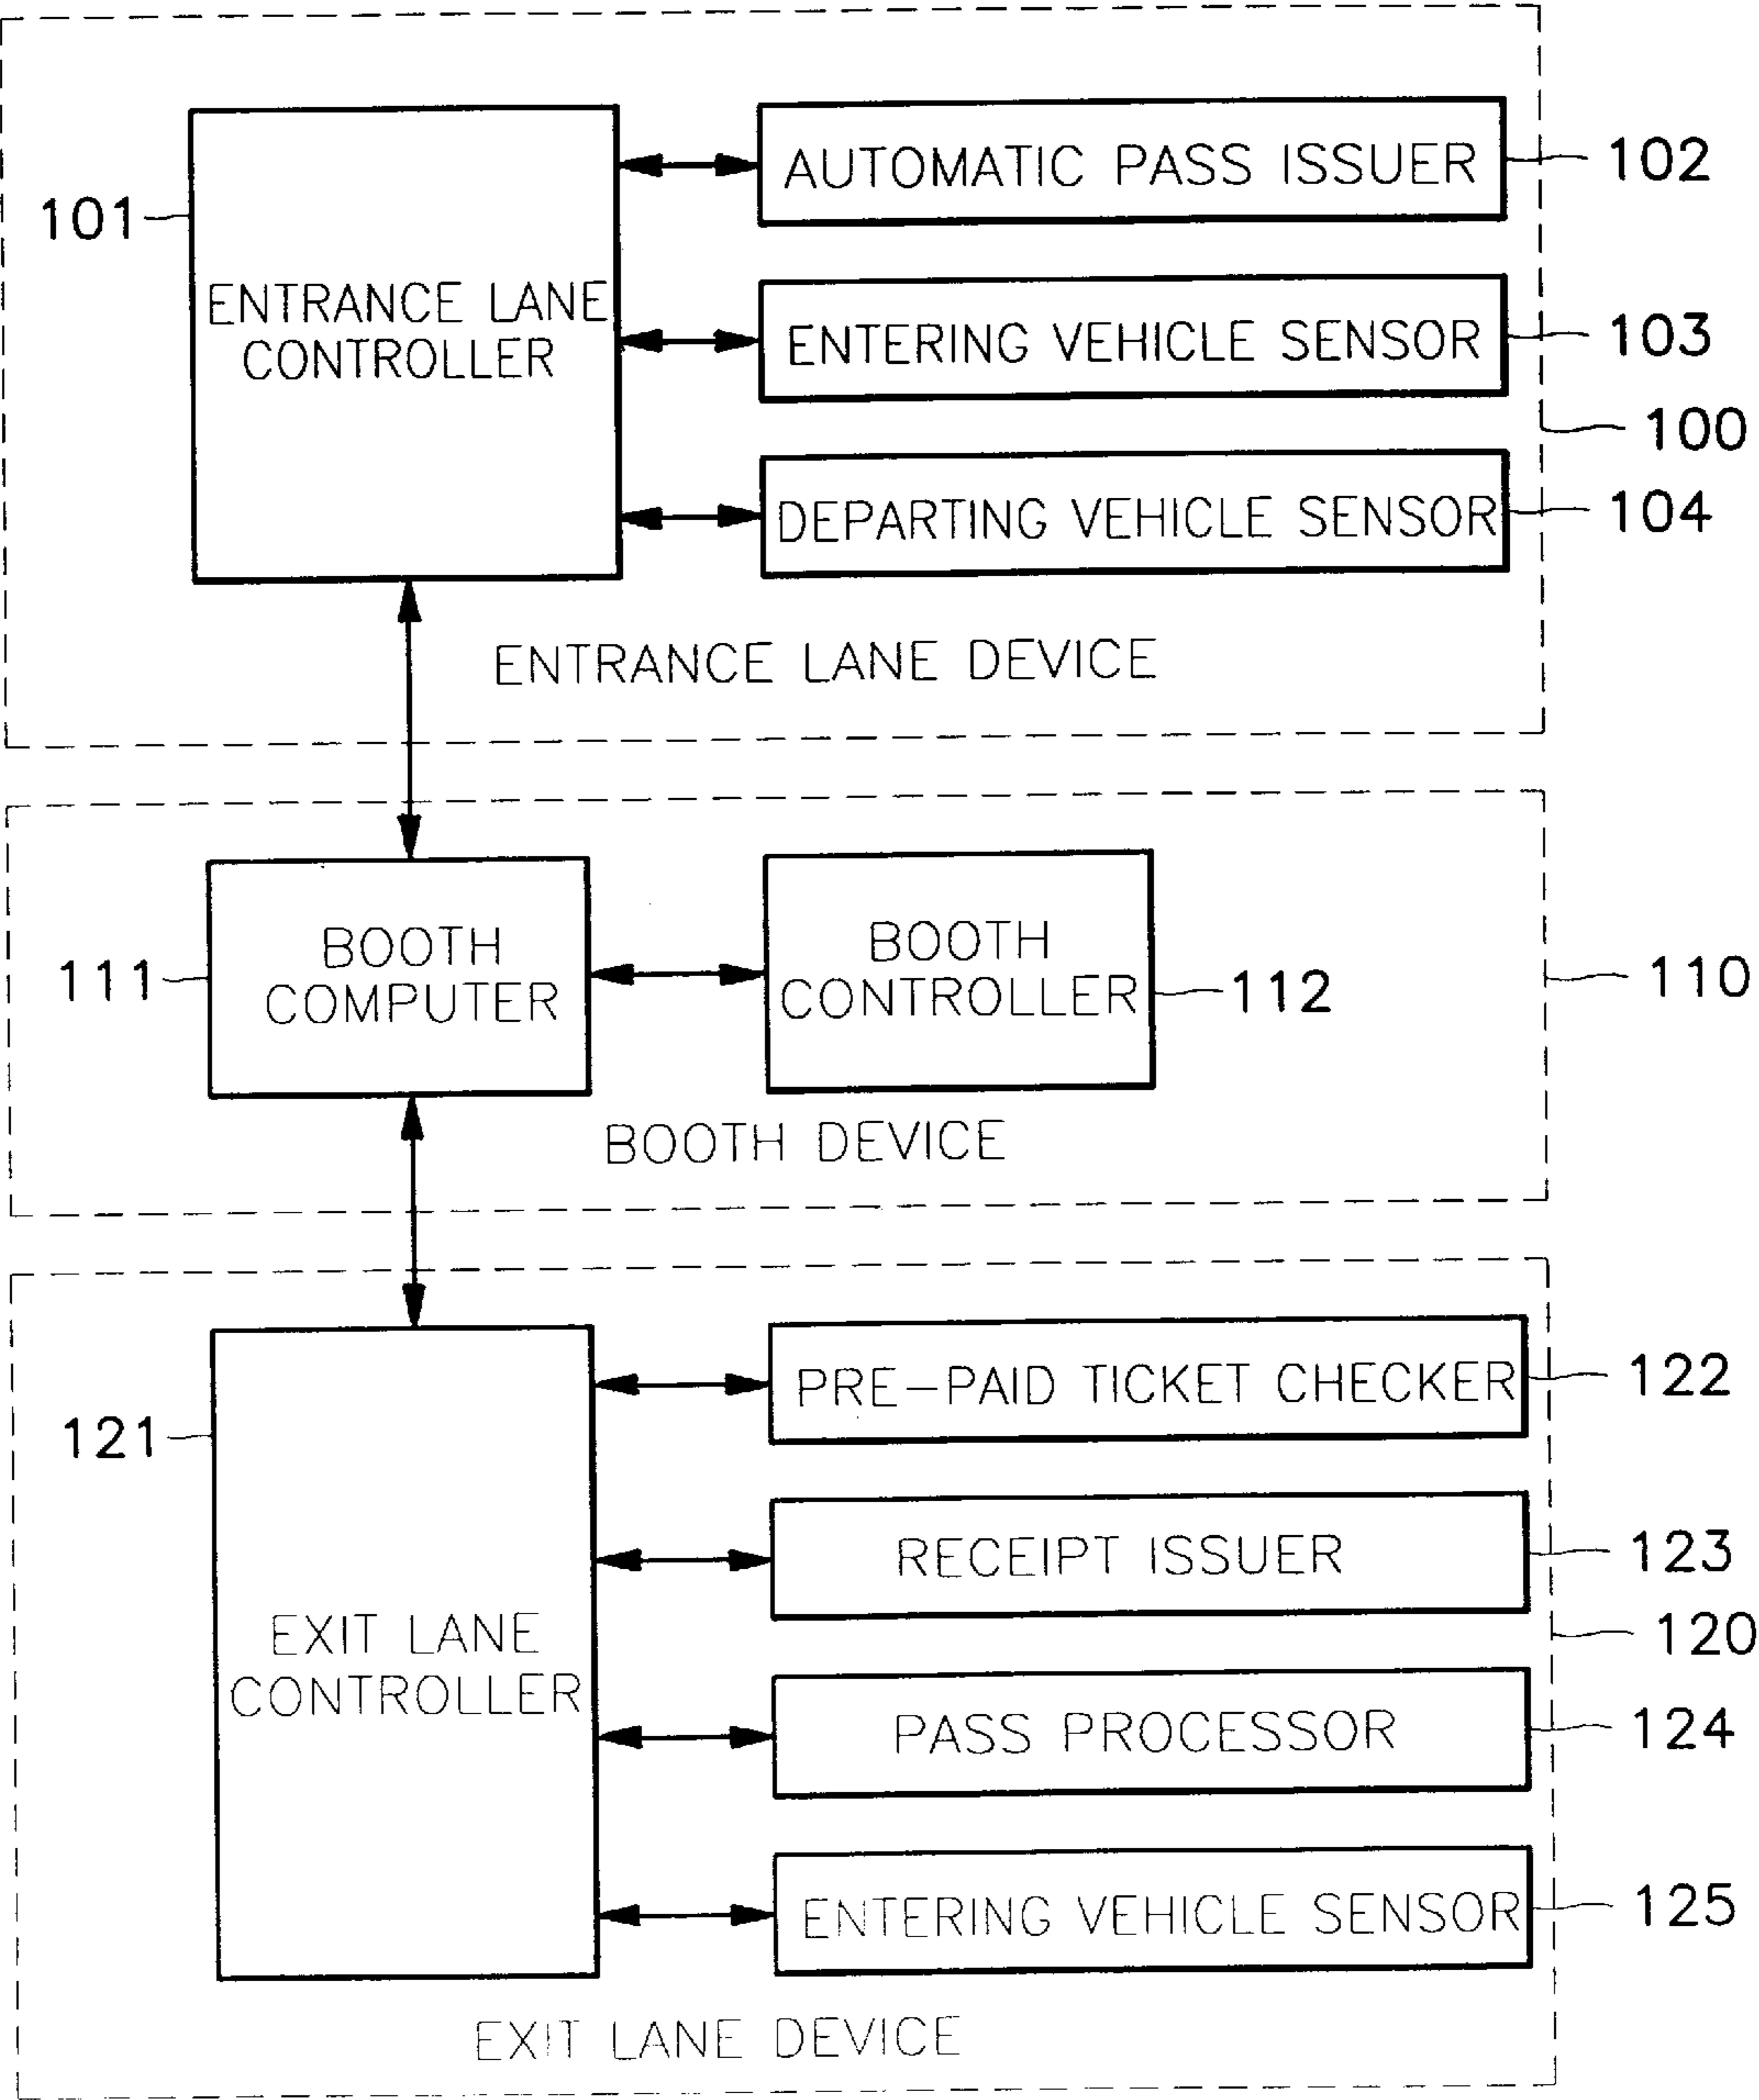 AUTOMATIC PASS ISSUER
102
101
ENTRANCE LANE
CONTROLLER
ENTERING VEHICLE SENSOR
103
100
DEPARTING VEHICLE SENSOR
104
ENTRANCE LANE DEVICE
111
BOOTH
COMPUTER
BOOTH
CONTROLLER
112
110
BOOTH DEVICE
PRE-PAID TICKET CHECKER
122
121
RECEIPT ISSUER
123
120
EXIT LANE
CONTROLLER
PASS PROCESSOR
124
ENTERING VEHICLE SENSOR
125
EXIT LANE DEVICE